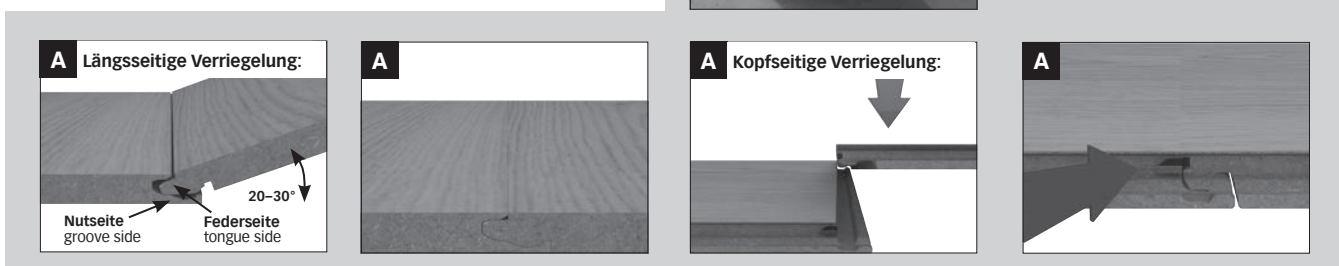 A Längsseitige Verriegelung:
20–30°
Nutseite
groove side
Federseite
tongue side
A
A Kopfseitige Verriegelung:
A